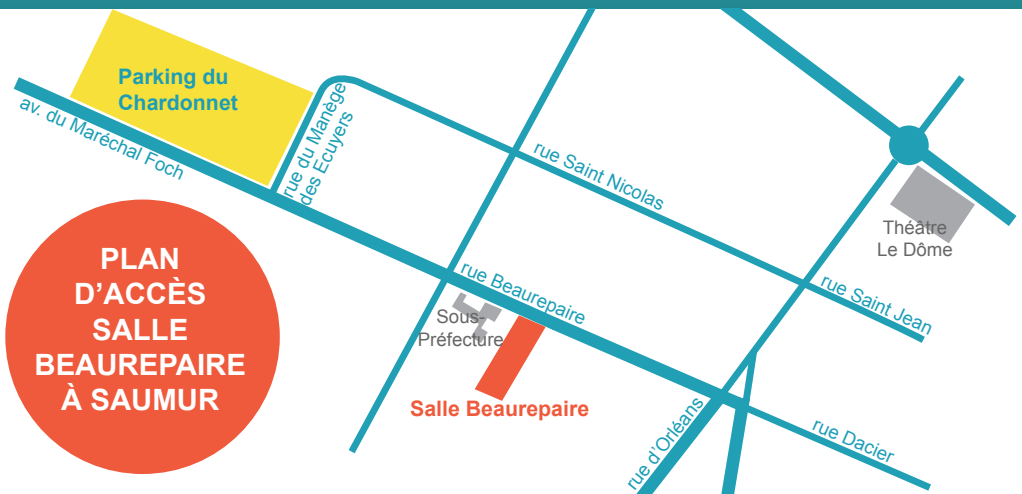 Parking du
Chardonnet
av. du Maréchal Foch
rue du Manège
des Ecuyers
rue Saint Nicolas
Théâtre
Le Dôme
PLAN
D’ACCÈS
SALLE
BEAUREPAIRE
À SAUMUR
rue Beaurepaire
Sous-
Préfecture
rue Saint Jean
Salle Beaurepaire
rue d’Orléans
rue Dacier